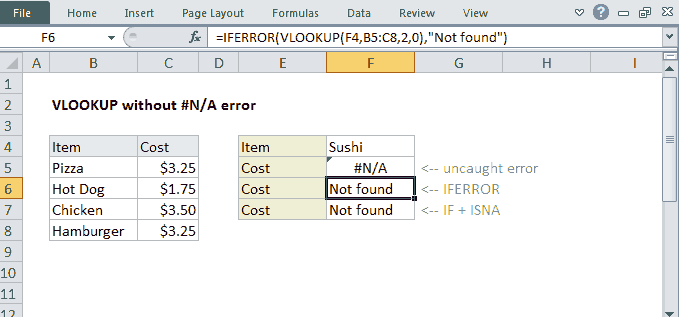 File Home Insert Page Layout Formulas Data Review View
F6 fx =IFERROR(VLOOKUP(F4,B5:C8,2,0),"Not found")
A B C D E F G H I
1
2 VLOOKUP without #N/A error
3
4 Item Cost Item Sushi
5 Pizza $3.25 Cost #N/A <-- uncaught error
6 Hot Dog $1.75 Cost Not found <-- IFERROR
7 Chicken $3.50 Cost Not found <-- IF + ISNA
8 Hamburger $3.25
9
10
11
12